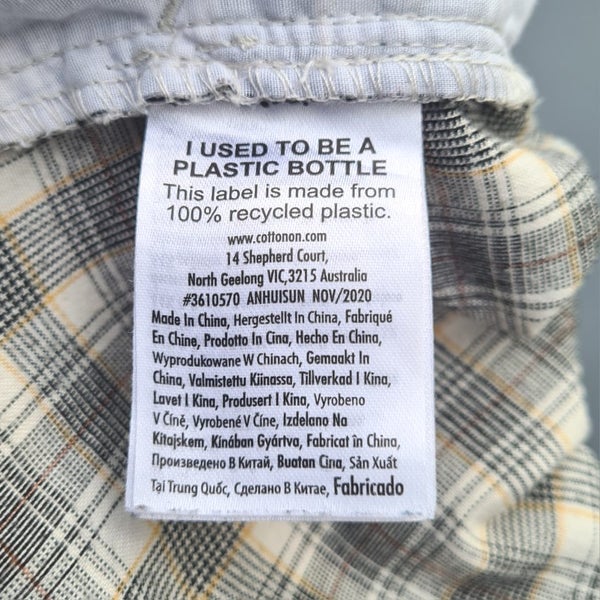 I USED TO BE A
PLASTIC BOTTLE
This label is made from
100% recycled plastic.
www.cottonon.com
14 Shepherd Court,
North Geelong VIC,3215 Australia
#3610570 ANHUISUN NOV/2020
Made In China, Hergestellt In China, Fabriqué
En Chine, Prodotto In Cina, Hecho En China,
Wyprodukowane W Chinach, Gemaakt In
China, Valmistettu Kiinassa, Tillverkad I Kina,
Lavet I Kina, Produsert I Kina, Vyrobeno
V Číně, Vyrobené V Číne, Izdelano Na
Kitajskem, Kínában Gyártva, Fabricat în China,
Произведено В Китай, Buatan Cina, Sản Xuất
Tại Trung Quốc, Сделано В Китае, Fabricado